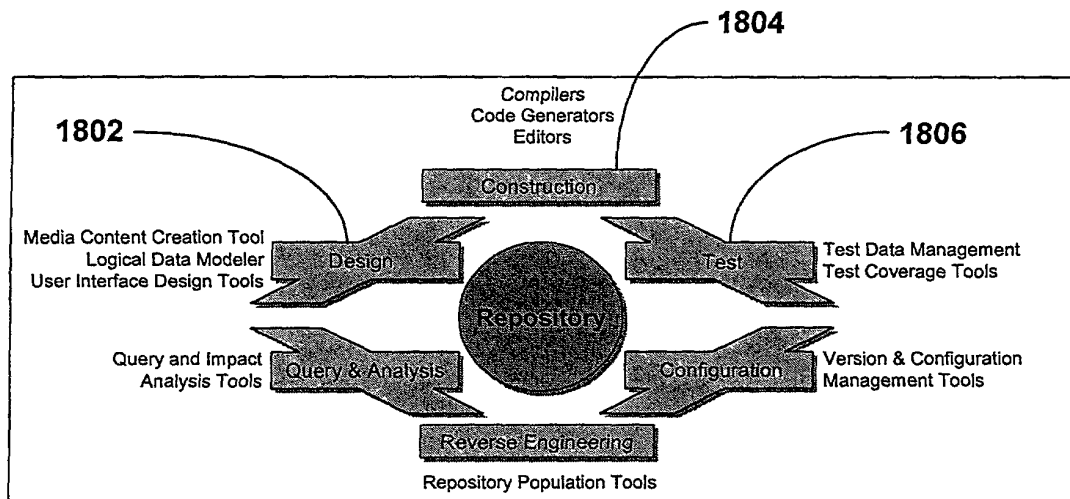 1804
Compilers
Code Generators
Editors
1802
1806
Construction
Media Content Creation Tool
Logical Data Modeler
User Interface Design Tools
Design
Test
Test Data Management
Test Coverage Tools
Repository
Query and Impact
Analysis Tools
Query & Analysis
Configuration
Version & Configuration
Management Tools
Reverse Engineering
Repository Population Tools